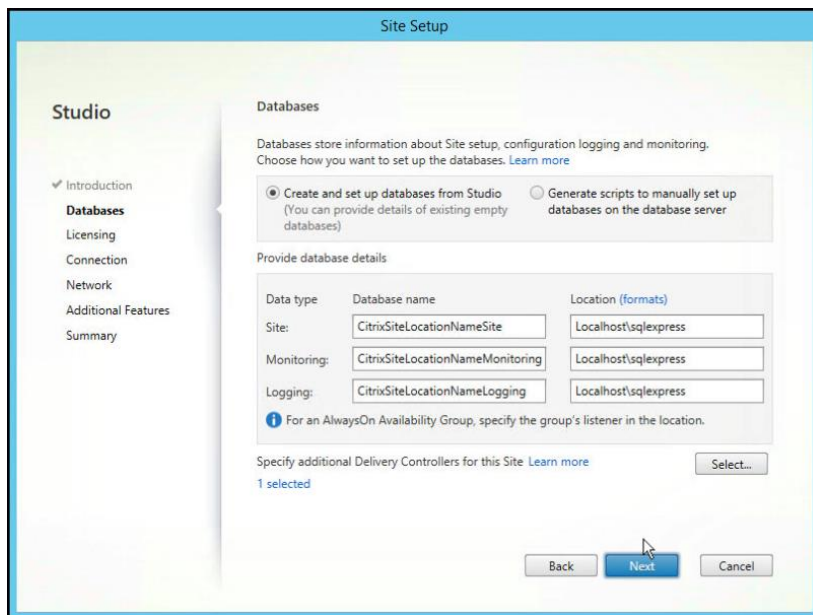 Site Setup
Studio
Introduction
Databases
Licensing
Connection
Network
Additional Features
Summary
Databases
Databases store information about Site setup, configuration logging and monitoring.
Choose how you want to set up the databases. Learn more
Create and set up databases from Studio
(You can provide details of existing empty
databases)
Generate scripts to manually set up
databases on the database server
Provide database details
Data type Database name Location (formats)
Site: CitrixSiteLocationNameSite Localhost\sqlexpress
Monitoring: CitrixSiteLocationNameMonitoring Localhost\sqlexpress
Logging: CitrixSiteLocationNameLogging Localhost\sqlexpress
For an AlwaysOn Availability Group, specify the group's listener in the location.
Specify additional Delivery Controllers for this Site Learn more Select...
1 selected
Back Next Cancel